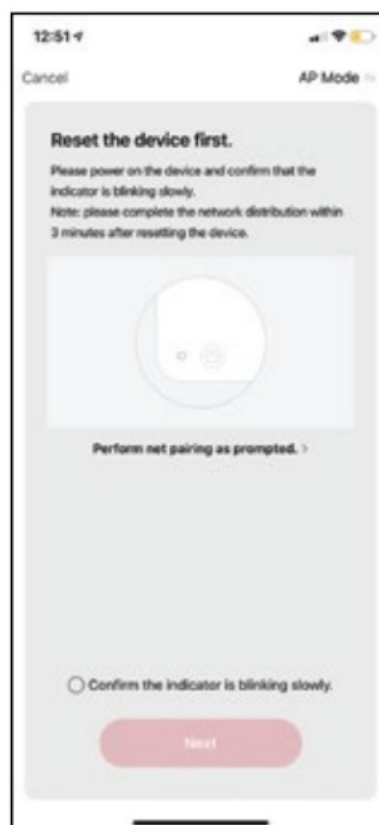 12:51
Cancel
AP Mode
Reset the device first.
Please power on the device and confirm that the
indicator is blinking slowly.
Note: please complete the network distribution within
3 minutes after resetting the device.
Perform net pairing as prompted. >
Confirm the indicator is blinking slowly.
Next